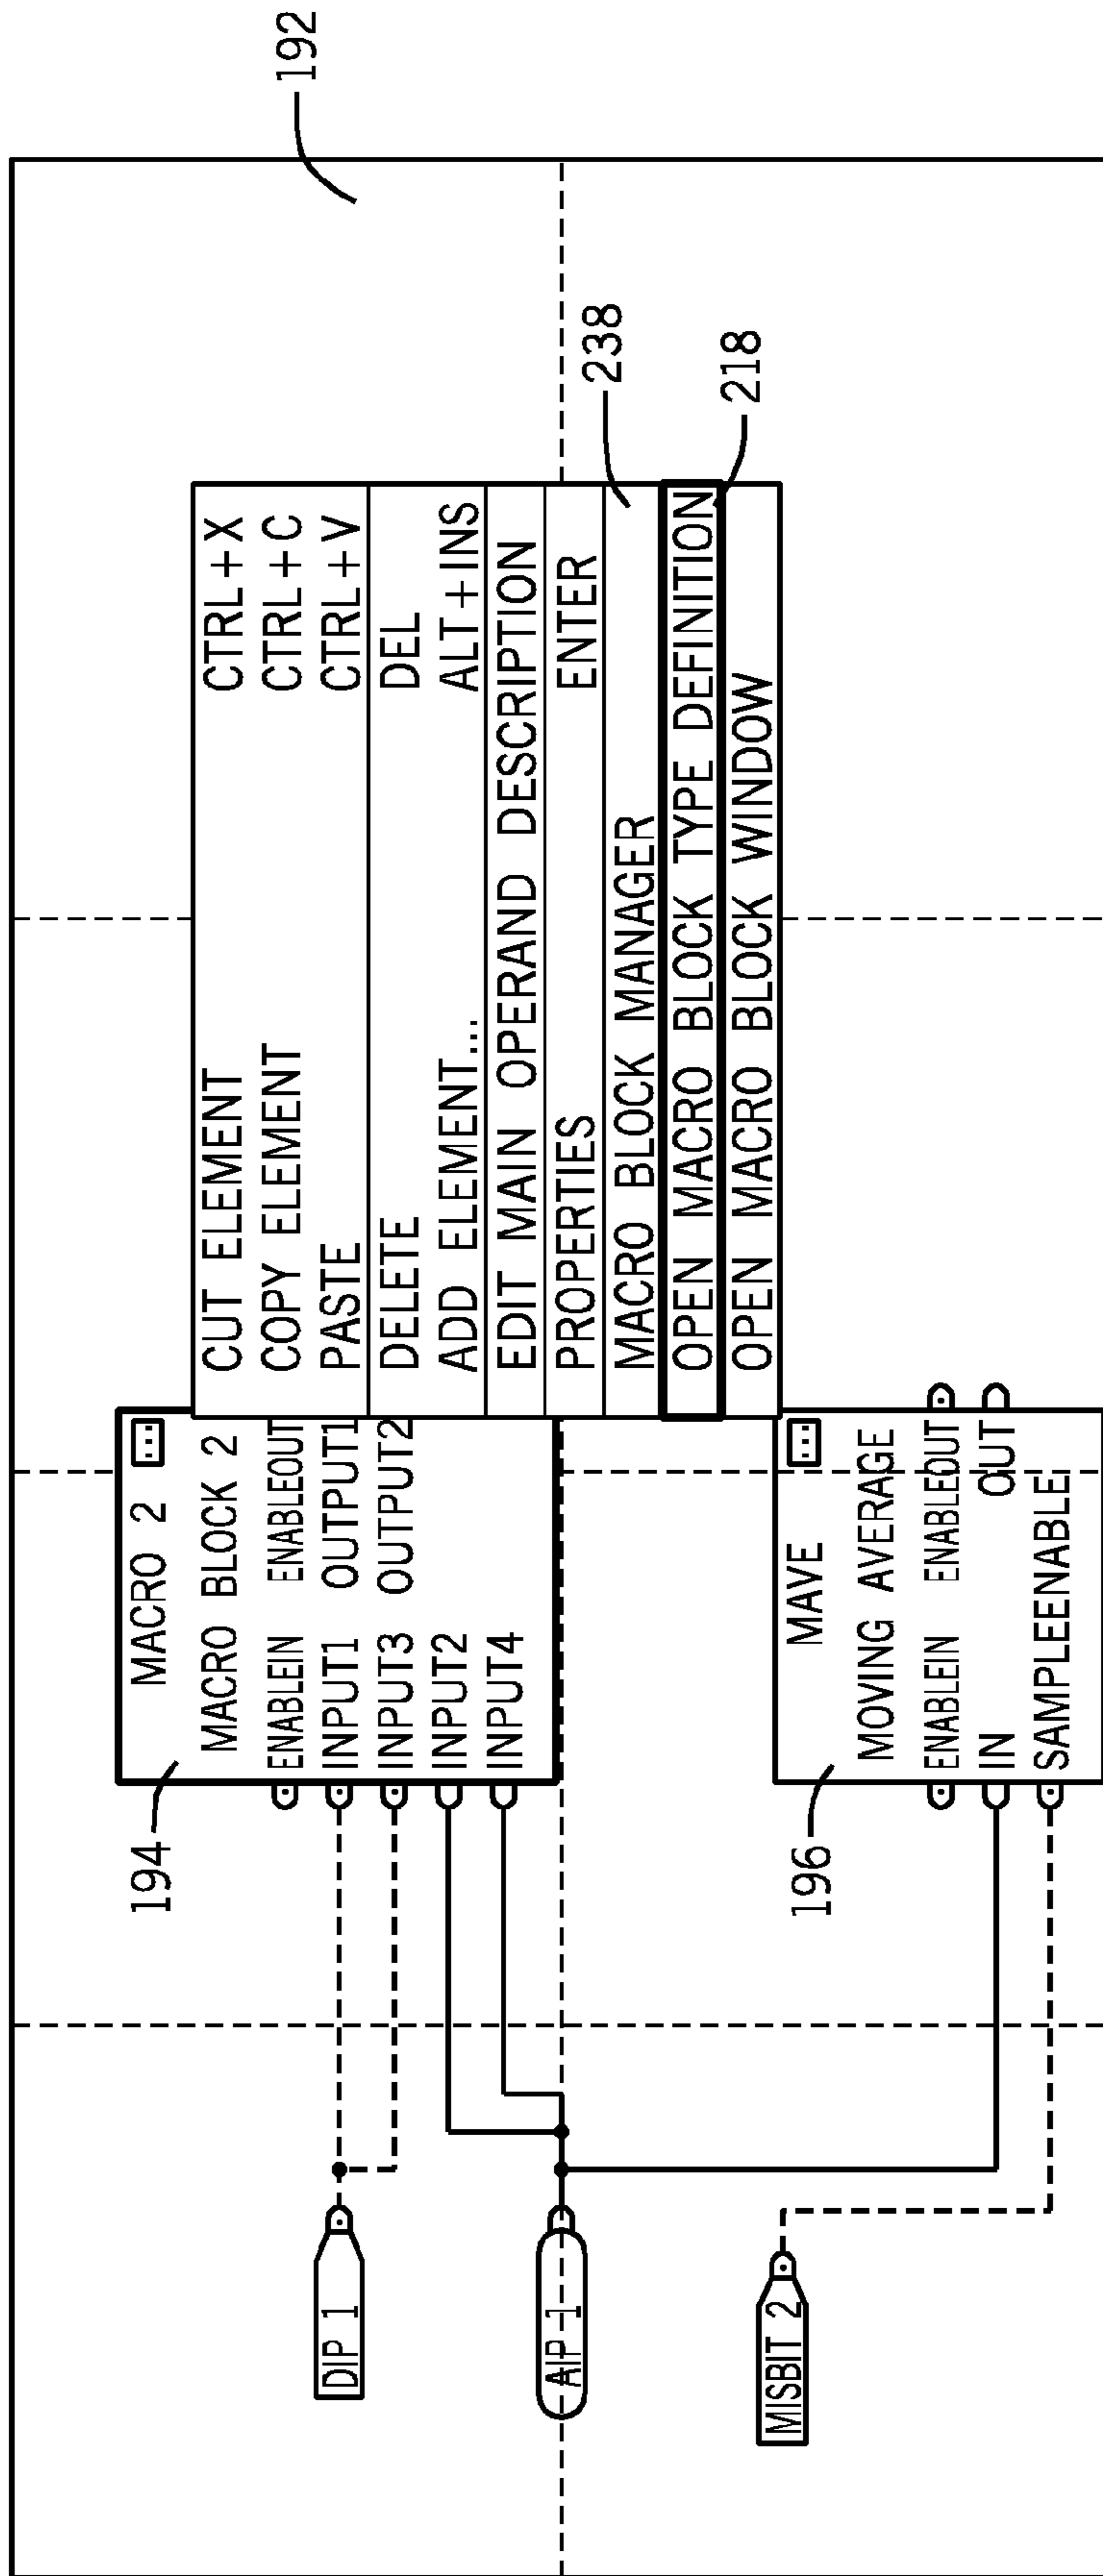 192
194
MACRO 2
MACRO BLOCK 2
ENABLEIN ENABLEOUT
INPUT1 OUTPUT1
INPUT3 OUTPUT2
INPUT2
INPUT4
CUT ELEMENT CTRL+X
COPY ELEMENT CTRL+C
PASTE CTRL+V
DELETE DEL
ADD ELEMENT... ALT+INS
EDIT MAIN OPERAND DESCRIPTION
PROPERTIES ENTER
MACRO BLOCK MANAGER
OPEN MACRO BLOCK TYPE DEFINITION
OPEN MACRO BLOCK WINDOW
238
218
DIP 1
AIP 1
MISBIT 2
196
MAVE
MOVING AVERAGE
ENABLEIN ENABLEOUT
IN OUT
SAMPLEENABLE